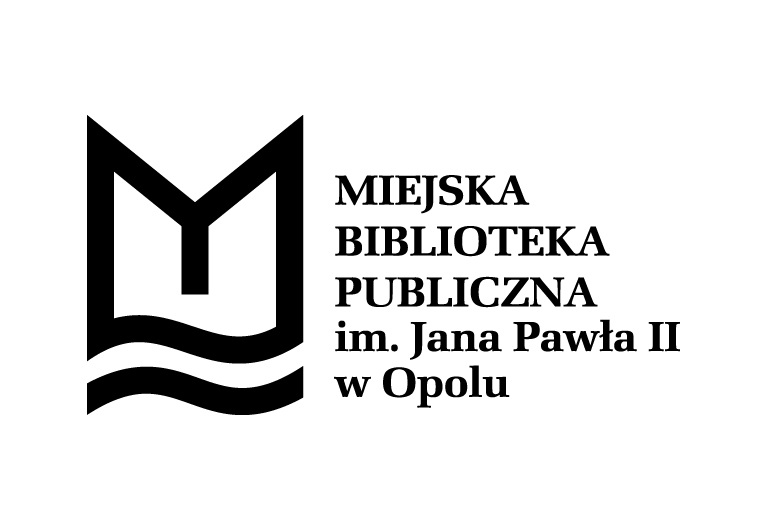 MIEJSKA
BIBLIOTEKA
PUBLICZNA
im. Jana Pawła II
w Opolu